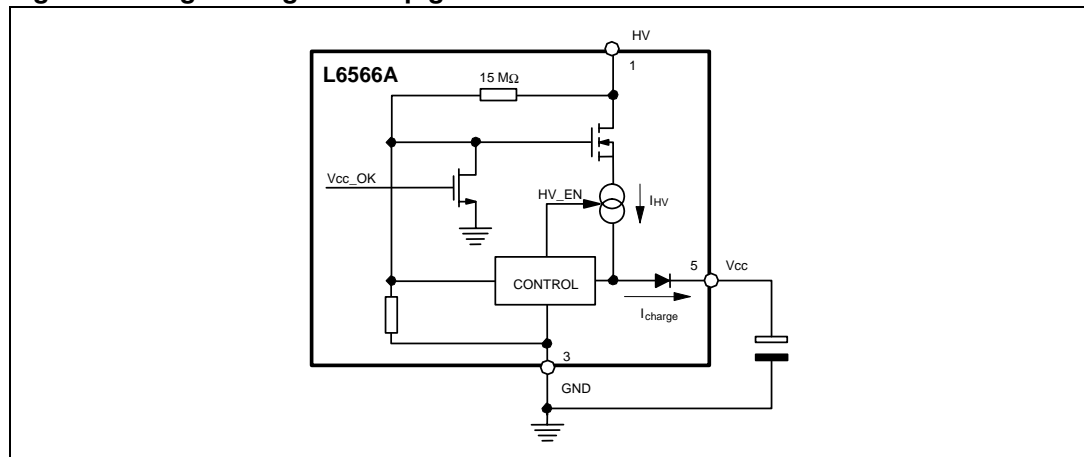 HV
1
L6566A
15 MΩ
Vcc_OK
HV_EN
IHV
5
Vcc
CONTROL
Icharge
3
GND